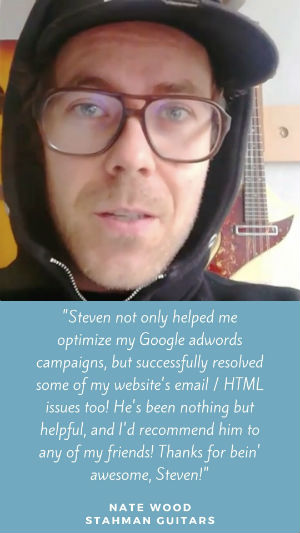 "Steven not only helped me
optimize my Google adwords
campaigns, but successfully resolved
some of my website's email / HTML
issues too! He's been nothing but
helpful, and I'd recommend him to
any of my friends! Thanks for bein'
awesome, Steven!"
NATE WOOD
STAHMAN GUITARS